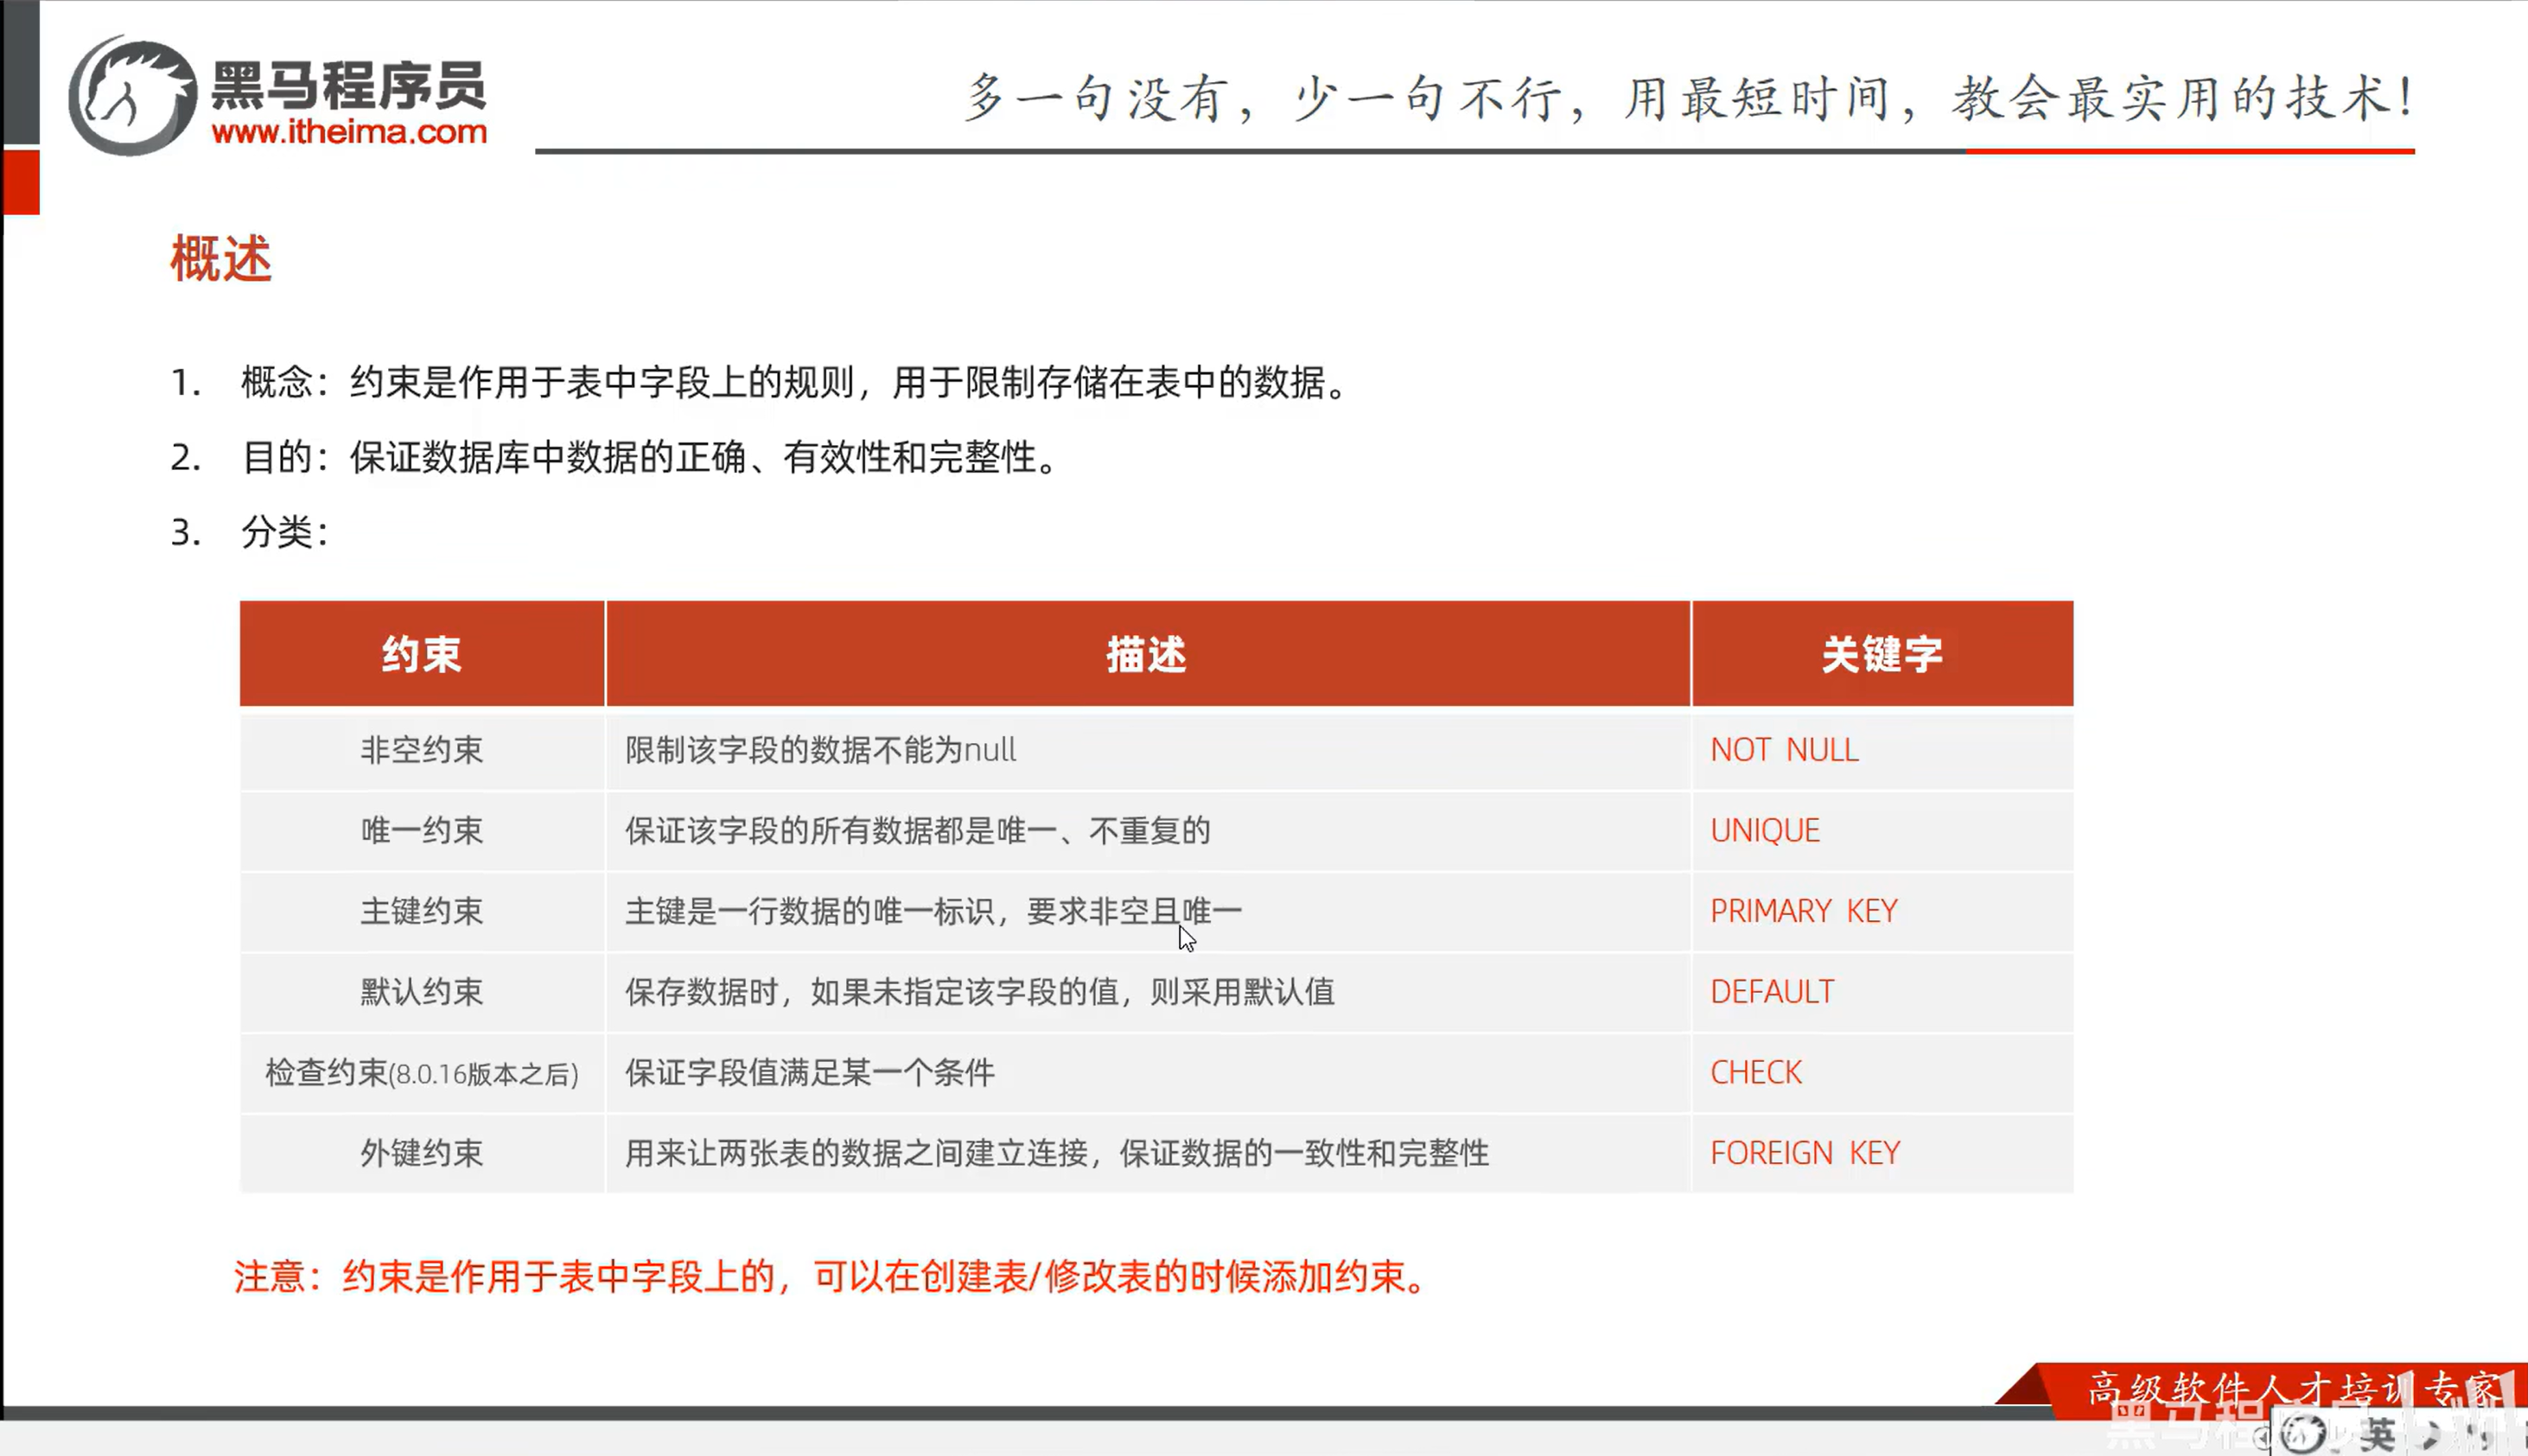 黑马程序员
www.itheima.com
多一句没有，少一句不行，用最短时间，教会最实用的技术！
概述
1. 概念：约束是作用于表中字段上的规则，用于限制存储在表中的数据。
2. 目的：保证数据库中数据的正确、有效性和完整性。
3. 分类：
约束 描述 关键字
非空约束 限制该字段的数据不能为null NOT NULL
唯一约束 保证该字段的所有数据都是唯一、不重复的 UNIQUE
主键约束 主键是一行数据的唯一标识，要求非空且唯一 PRIMARY KEY
默认约束 保存数据时，如果未指定该字段的值，则采用默认值 DEFAULT
检查约束(8.0.16版本之后) 保证字段值满足某一个条件 CHECK
外键约束 用来让两张表的数据之间建立连接，保证数据的一致性和完整性 FOREIGN KEY
注意：约束是作用于表中字段上的，可以在创建表/修改表的时候添加约束。
高级软件人才培训专家
黑马程序员
英